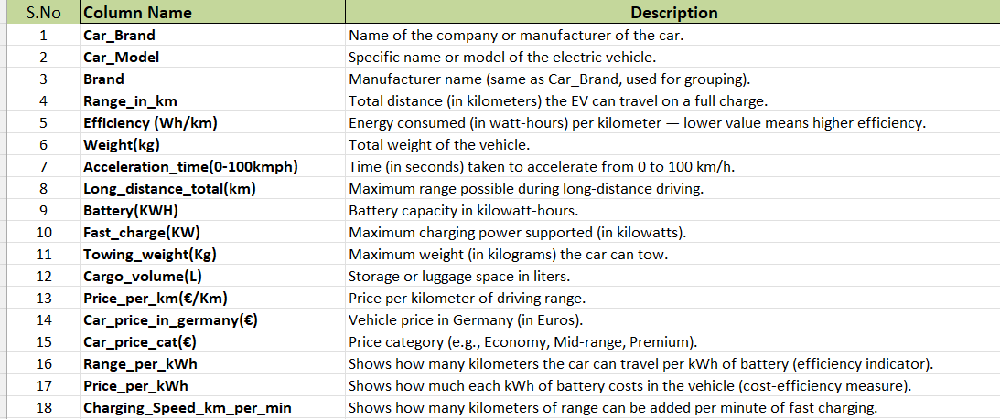 S.No Column Name Description
1 Car_Brand Name of the company or manufacturer of the car.
2 Car_Model Specific name or model of the electric vehicle.
3 Brand Manufacturer name (same as Car_Brand, used for grouping).
4 Range_in_km Total distance (in kilometers) the EV can travel on a full charge.
5 Efficiency (Wh/km) Energy consumed (in watt-hours) per kilometer — lower value means higher efficiency.
6 Weight(kg) Total weight of the vehicle.
7 Acceleration_time(0-100kmph) Time (in seconds) taken to accelerate from 0 to 100 km/h.
8 Long_distance_total(km) Maximum range possible during long-distance driving.
9 Battery(KWH) Battery capacity in kilowatt-hours.
10 Fast_charge(KW) Maximum charging power supported (in kilowatts).
11 Towing_weight(Kg) Maximum weight (in kilograms) the car can tow.
12 Cargo_volume(L) Storage or luggage space in liters.
13 Price_per_km(€/Km) Price per kilometer of driving range.
14 Car_price_in_germany(€) Vehicle price in Germany (in Euros).
15 Car_price_cat(€) Price category (e.g., Economy, Mid-range, Premium).
16 Range_per_kWh Shows how many kilometers the car can travel per kWh of battery (efficiency indicator).
17 Price_per_kWh Shows how much each kWh of battery costs in the vehicle (cost-efficiency measure).
18 Charging_Speed_km_per_min Shows how many kilometers of range can be added per minute of fast charging.